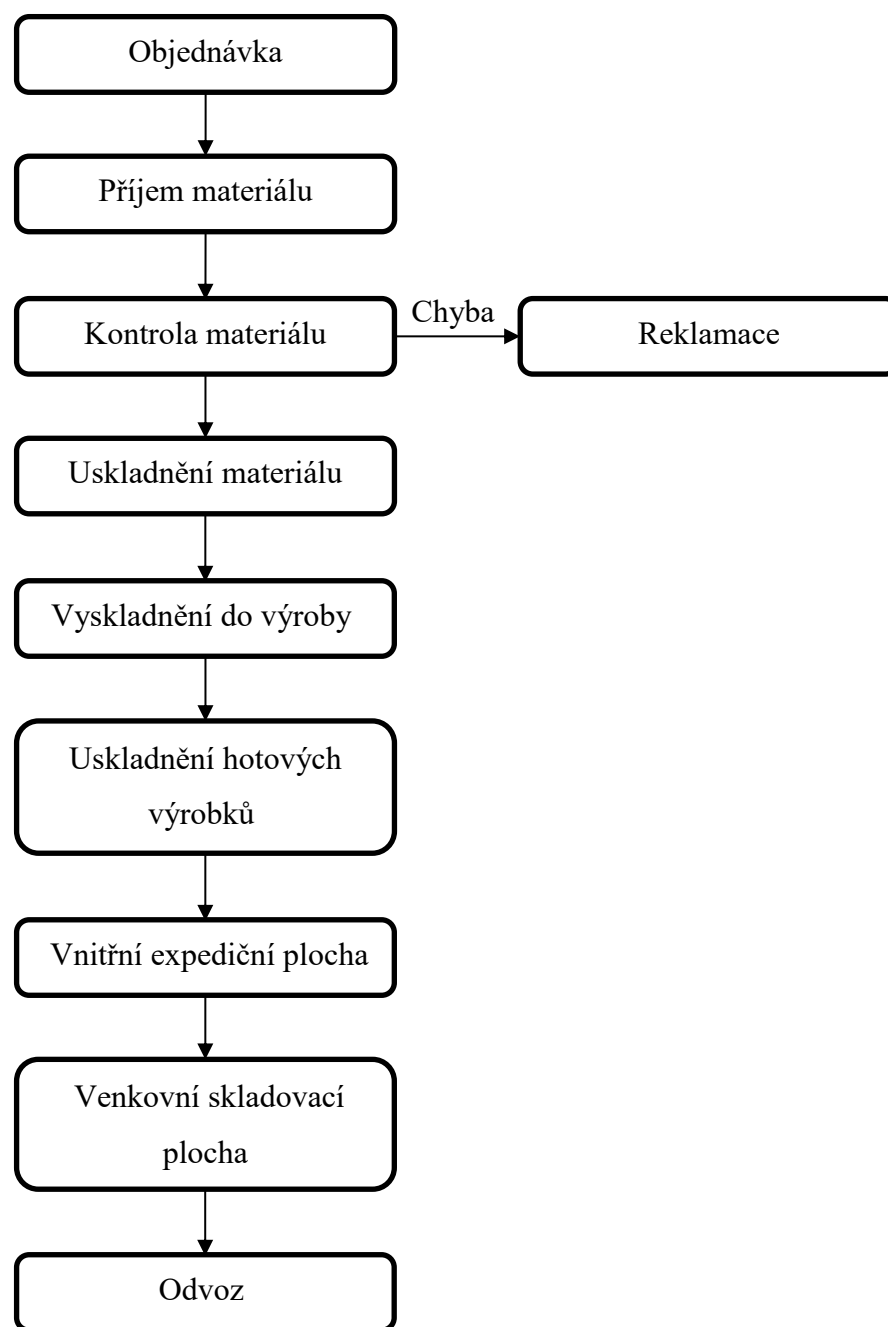 Objednávka
Příjem materiálu
Chyba
Kontrola materiálu
Reklamace
Uskladnění materiálu
Vyskladnění do výroby
Uskladnění hotových
výrobků
Vnitřní expediční plocha
Venkovní skladovací
plocha
Odvoz